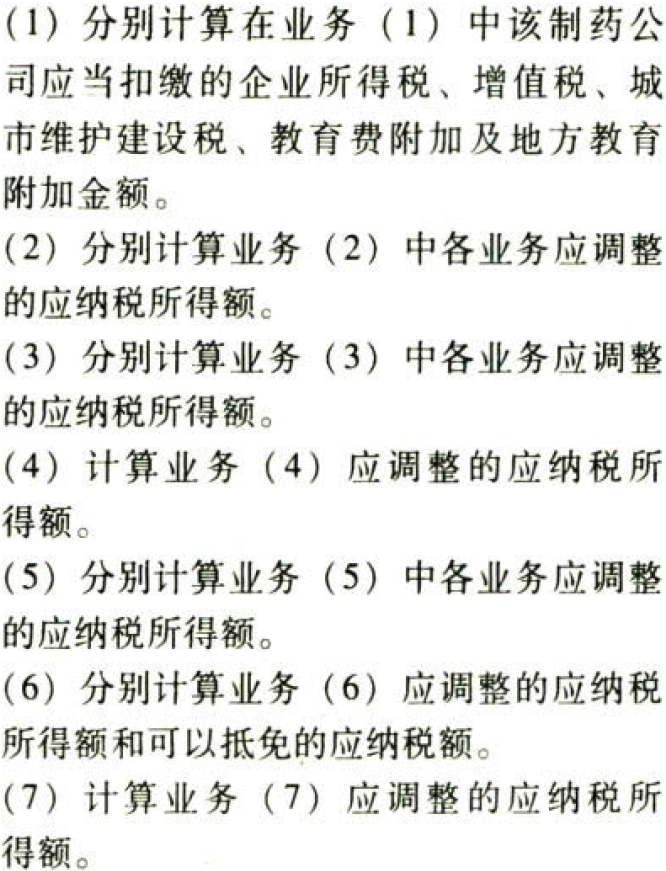 (1) 分别计算在业务 (1) 中该制药公
司应当扣缴的企业所得税、增值税、城
市维护建设税、教育费附加及地方教育
附加金额。
(2) 分别计算业务 (2) 中各业务应调整
的应纳税所得额。
(3) 分别计算业务 (3) 中各业务应调整
的应纳税所得额。
(4) 计算业务 (4) 应调整的应纳税所
得额。
(5) 分别计算业务 (5) 中各业务应调整
的应纳税所得额。
(6) 分别计算业务 (6) 应调整的应纳税
所得额和可以抵免的应纳税额。
(7) 计算业务 (7) 应调整的应纳税所
得额。